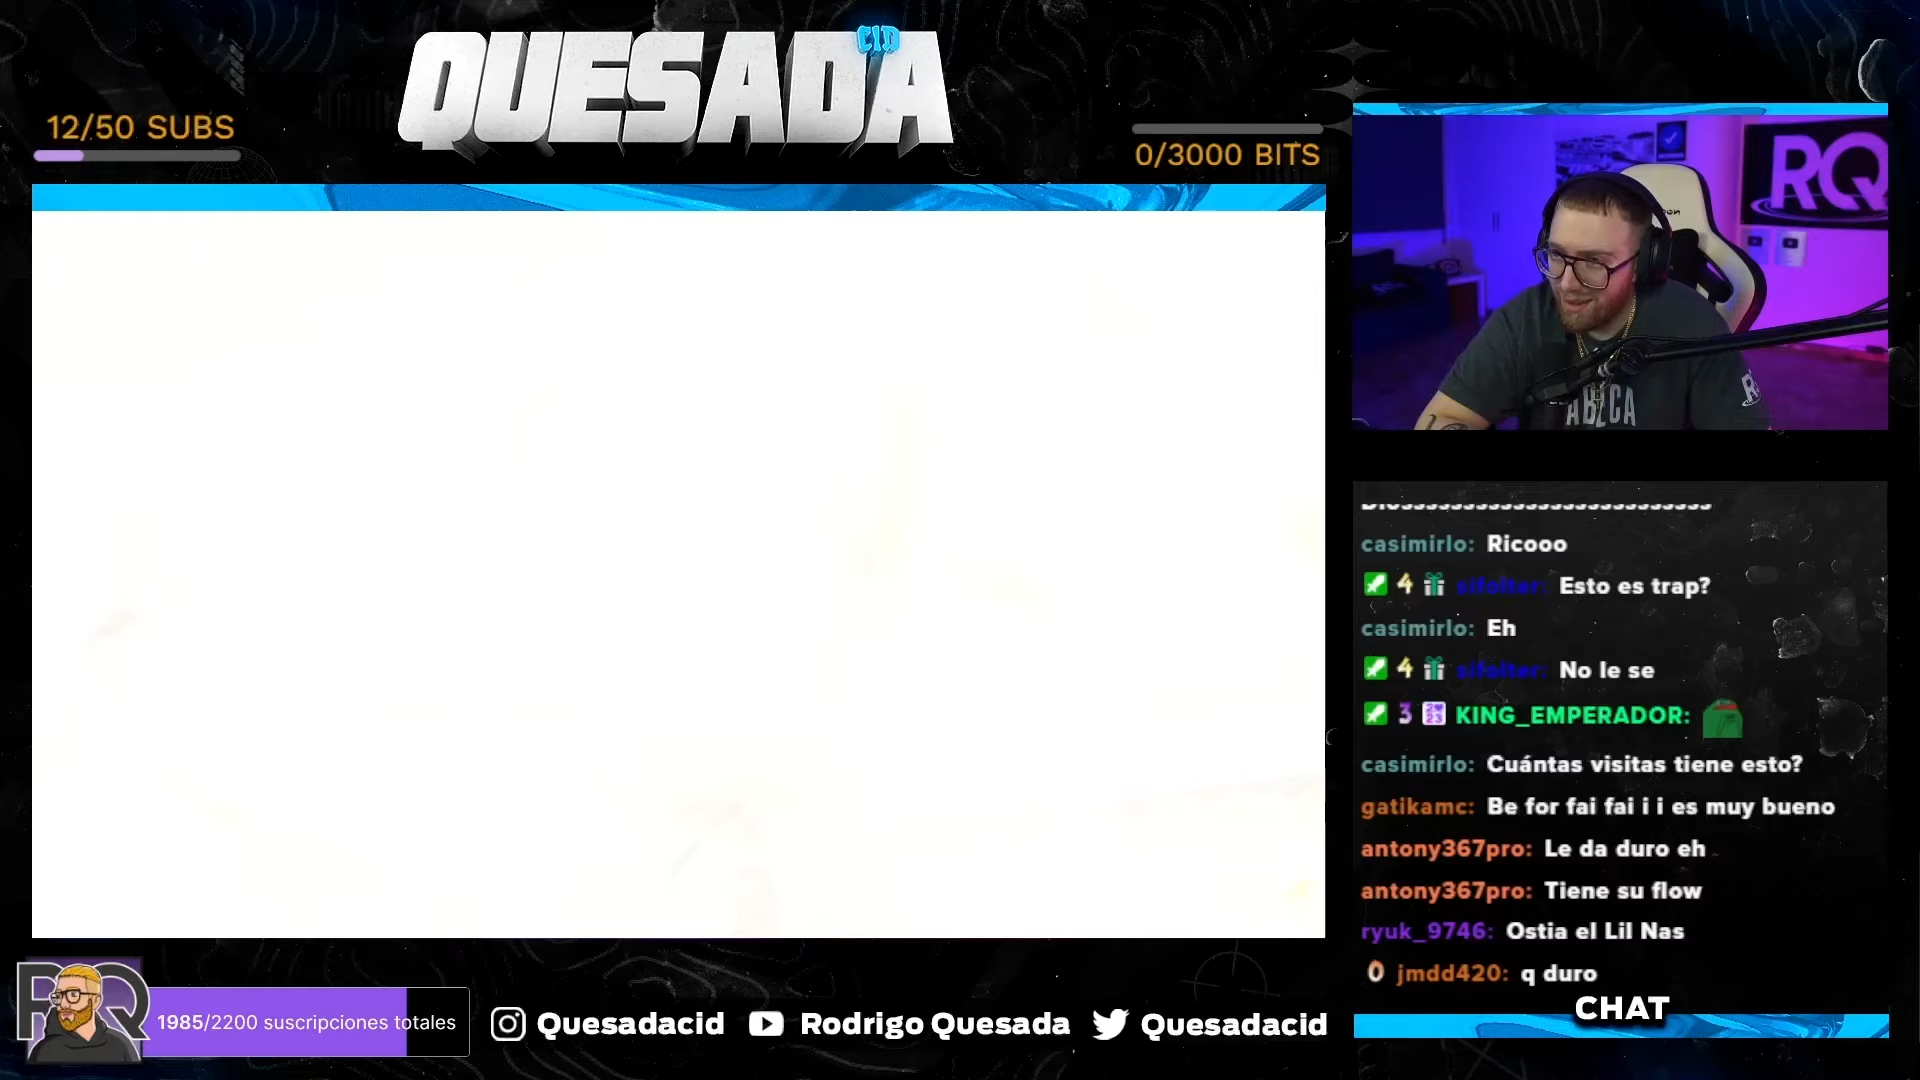 QUESADA
CID
12/50 SUBS
0/3000 BITS
RQ
casimirlo: Ricooo
4 sifolter: Esto es trap?
casimirlo: Eh
4 sifolter: No le se
3 KING_EMPERADOR:
casimirlo: Cuántas visitas tiene esto?
gatikamc: Be for fai fai i i es muy bueno
antony367pro: Le da duro eh
antony367pro: Tiene su flow
ryuk_9746: Ostia el Lil Nas
jmdd420: q duro
CHAT
RQ
1985/2200 suscripciones totales
Quesadacid
Rodrigo Quesada
Quesadacid